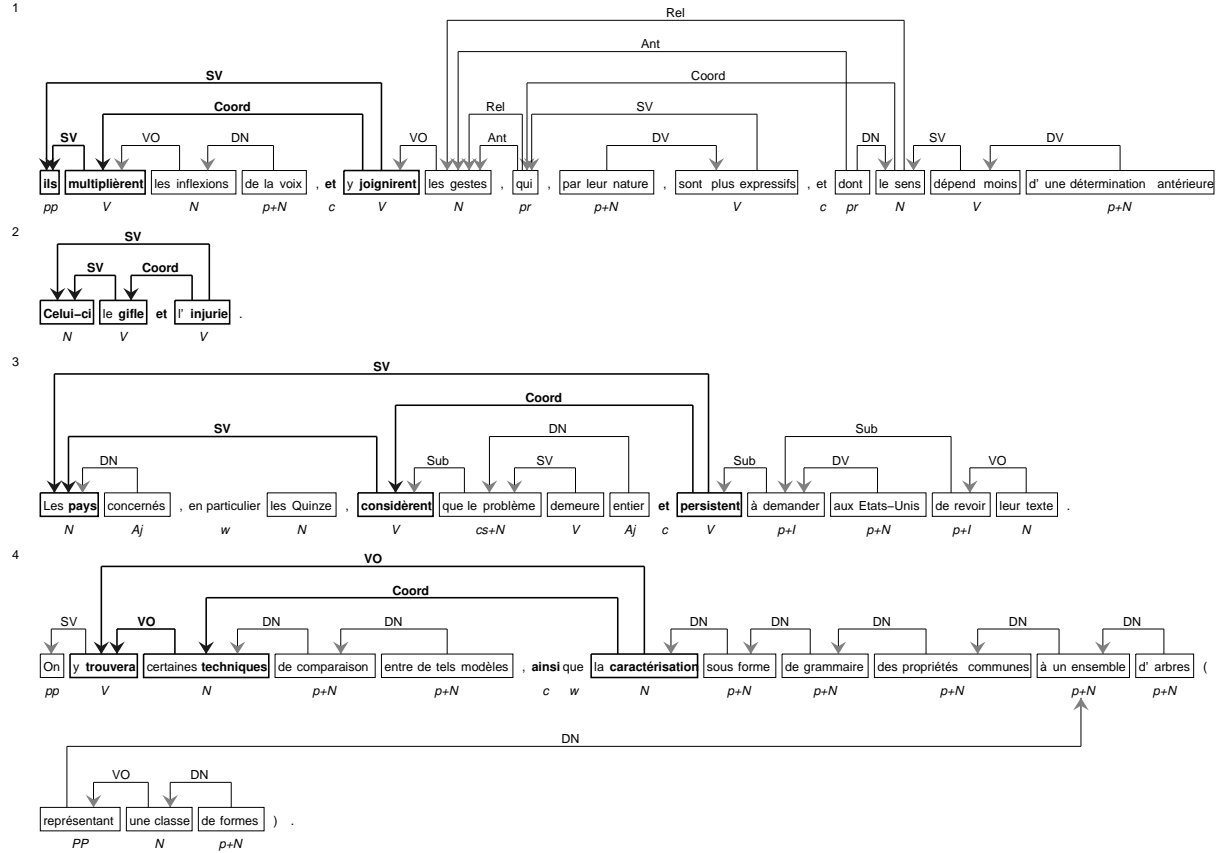 1
Rel
Ant
SV Coord
Coord Rel SV
SV VO DN VO Ant DV DN SV DV
ils multiplièrent les inflexions de la voix , et y joignirent les gestes , qui , par leur nature , sont plus expressifs , et dont le sens dépend moins d' une détermination antérieure
pp V N p+N c V N pr p+N V c pr N V p+N
2
SV
SV Coord
Celui−ci le gifle et l' injurie .
N V V
3
SV
Coord
SV DN Sub
DN Sub SV Sub DV VO
Les pays concernés , en particulier les Quinze , considèrent que le problème demeure entier et persistent à demander aux Etats−Unis de revoir leur texte .
N Aj w N V cs+N V Aj c V p+I p+N p+I N
4
VO
Coord
SV VO DN DN DN DN DN DN DN DN
On y trouvera certaines techniques de comparaison entre de tels modèles , ainsi que la caractérisation sous forme de grammaire des propriétés communes à un ensemble d' arbres (
pp V N p+N p+N c w N p+N p+N p+N p+N p+N
DN
VO DN
représentant une classe de formes ) .
PP N p+N